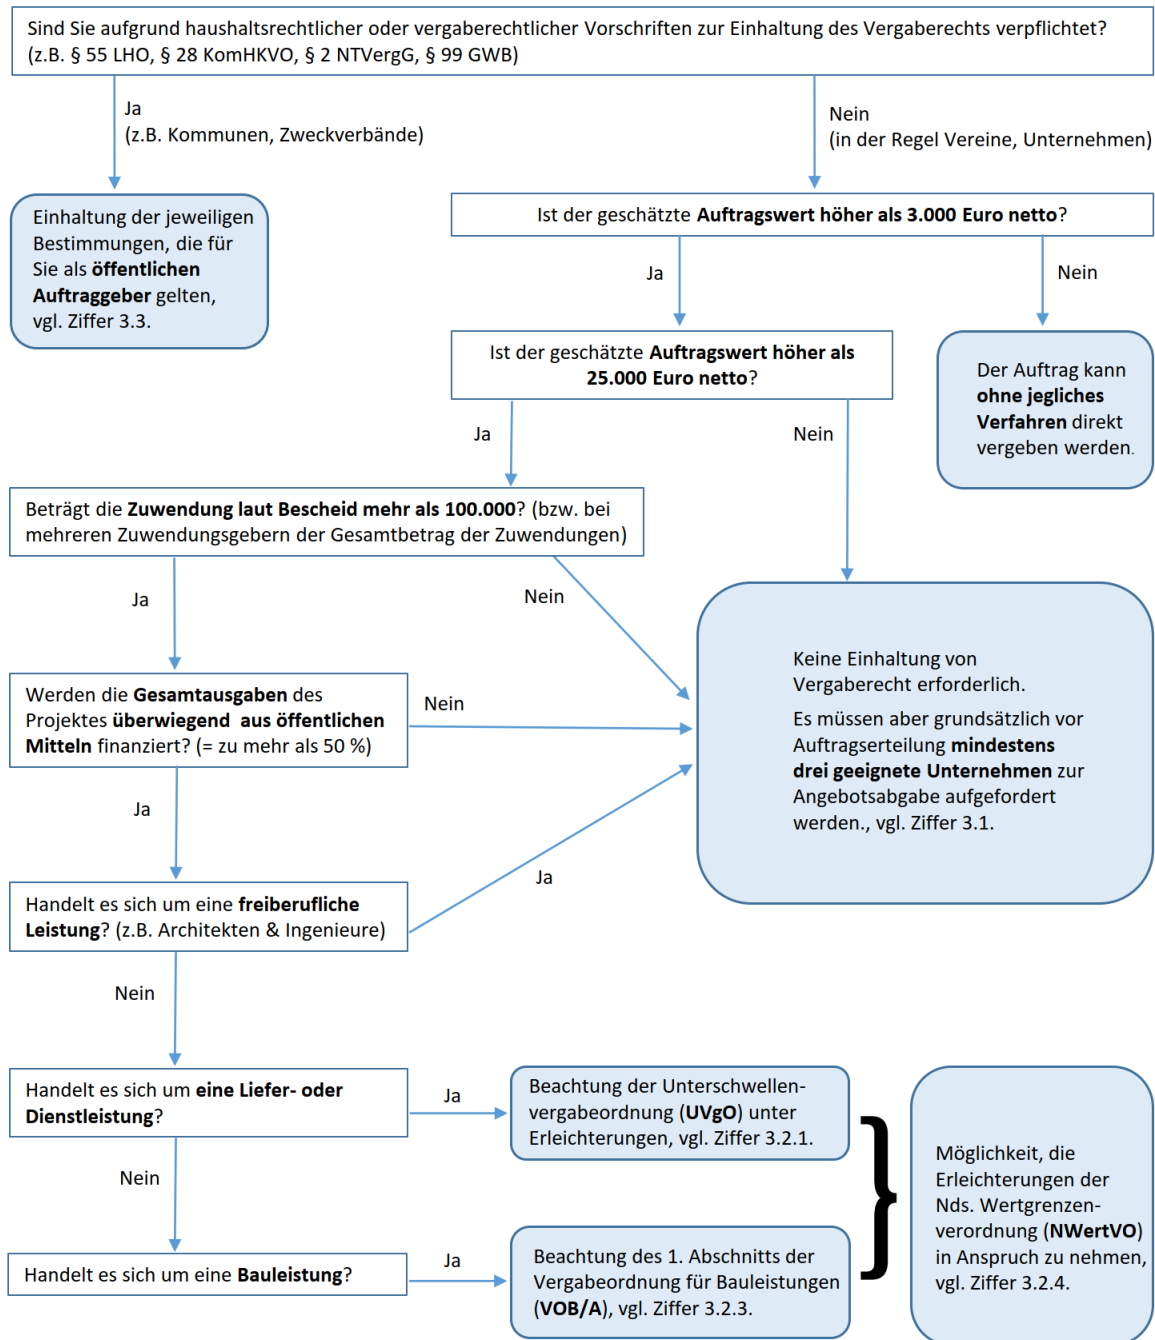 Sind Sie aufgrund haushaltsrechtlicher oder vergaberechtlicher Vorschriften zur Einhaltung des Vergaberechts verpflichtet?
(z.B. § 55 LHO, § 28 KomHKVO, § 2 NTVergG, § 99 GWB)
Ja
(z.B. Kommunen, Zweckverbände)
Nein
(in der Regel Vereine, Unternehmen)
Einhaltung der jeweiligen
Bestimmungen, die für
Sie als öffentlichen
Auftraggeber gelten,
vgl. Ziffer 3.3.
Ist der geschätzte Auftragswert höher als 3.000 Euro netto?
Ja
Nein
Ist der geschätzte Auftragswert höher als
25.000 Euro netto?
Der Auftrag kann
ohne jegliches
Verfahren direkt
vergeben werden.
Ja
Nein
Beträgt die Zuwendung laut Bescheid mehr als 100.000? (bzw. bei
mehreren Zuwendungsgebern der Gesamtbetrag der Zuwendungen)
Ja
Nein
Keine Einhaltung von
Vergaberecht erforderlich.
Es müssen aber grundsätzlich vor
Auftragserteilung mindestens
drei geeignete Unternehmen zur
Angebotsabgabe aufgefordert
werden., vgl. Ziffer 3.1.
Werden die Gesamtausgaben des
Projektes überwiegend aus öffentlichen
Mitteln finanziert? (= zu mehr als 50 %)
Nein
Ja
Handelt es sich um eine freiberufliche
Leistung? (z.B. Architekten & Ingenieure)
Ja
Nein
Handelt es sich um eine Liefer- oder
Dienstleistung?
Ja
Beachtung der Unterschwellen-
vergabeordnung (UVgO) unter
Erleichterungen, vgl. Ziffer 3.2.1.
Nein
Handelt es sich um eine Bauleistung?
Ja
Beachtung des 1. Abschnitts der
Vergabeordnung für Bauleistungen
(VOB/A), vgl. Ziffer 3.2.3.
}
Möglichkeit, die
Erleichterungen der
Nds. Wertgrenzen-
verordnung (NWertVO)
in Anspruch zu nehmen,
vgl. Ziffer 3.2.4.